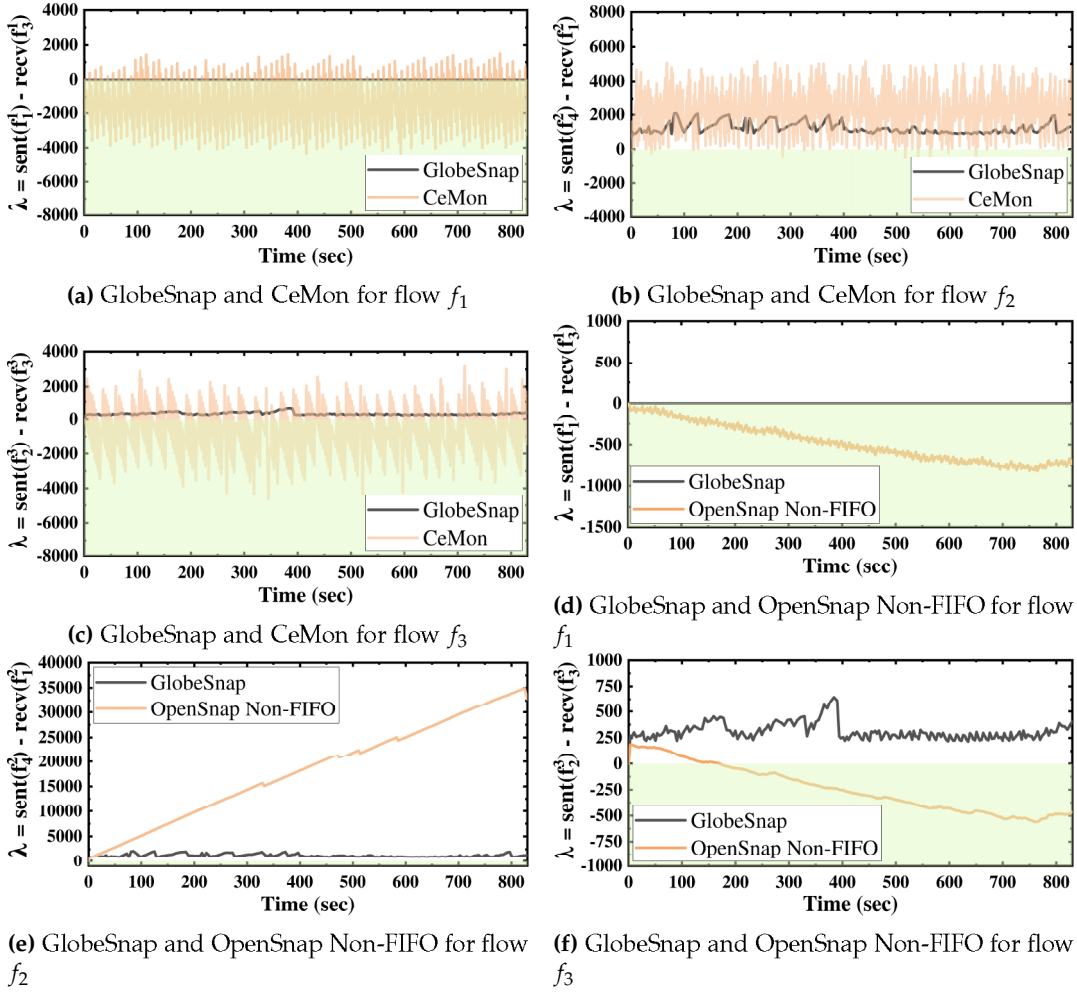 4000
2000
0
-2000
-4000
-6000
-8000
λ = sent(f₁¹) - recv(f₃¹)
GlobeSnap
CeMon
0 100 200 300 400 500 600 700 800
Time (sec)
(a) GlobeSnap and CeMon for flow f₁
8000
6000
4000
2000
0
-2000
-4000
λ = sent(f₄²) - recv(f₁²)
GlobeSnap
CeMon
0 100 200 300 400 500 600 700 800
Time (sec)
(b) GlobeSnap and CeMon for flow f₂
4000
2000
0
-2000
-4000
-6000
-8000
λ = sent(f₂³) - recv(f₃³)
GlobeSnap
CeMon
0 100 200 300 400 500 600 700 800
Time (sec)
(c) GlobeSnap and CeMon for flow f₃
1000
500
0
-500
-1000
-1500
λ = sent(f₁¹) - recv(f₃¹)
GlobeSnap
OpenSnap Non-FIFO
0 100 200 300 400 500 600 700 800
Time (sec)
(d) GlobeSnap and OpenSnap Non-FIFO for flow
f₁
40000
35000
30000
25000
20000
15000
10000
5000
0
λ = sent(f₄²) - recv(f₁²)
GlobeSnap
OpenSnap Non-FIFO
0 100 200 300 400 500 600 700 800
Time (sec)
(e) GlobeSnap and OpenSnap Non-FIFO for flow
f₂
1000
750
500
250
0
-250
-500
-750
-1000
λ = sent(f₂³) - recv(f₃³)
GlobeSnap
OpenSnap Non-FIFO
0 100 200 300 400 500 600 700 800
Time (sec)
(f) GlobeSnap and OpenSnap Non-FIFO for flow
f₃